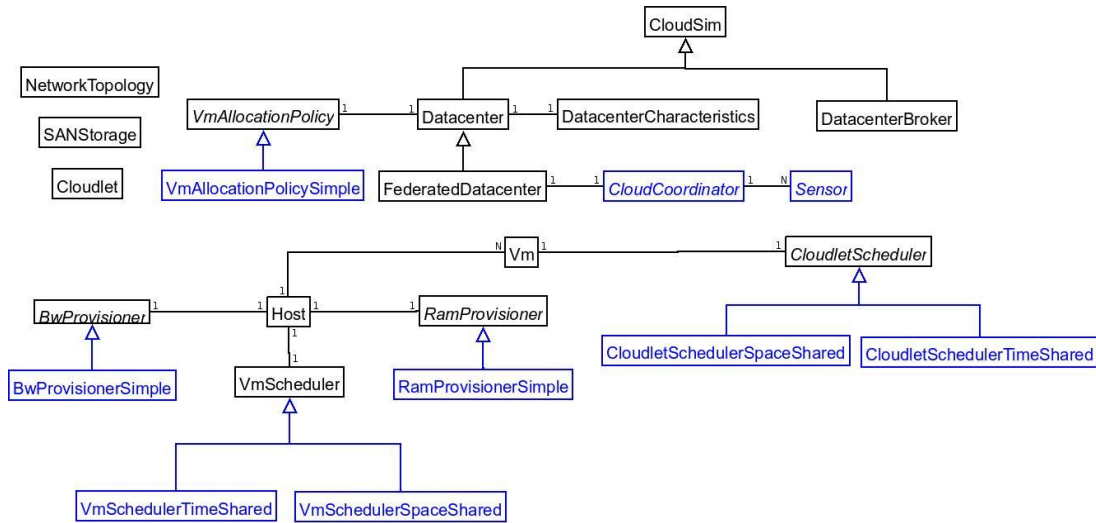 CloudSim
NetworkTopology
VmAllocationPolicy 1 1 Datacenter 1 1 DatacenterCharacteristics
DatacenterBroker
SANStorage
Cloudlet
VmAllocationPolicySimple
FederatedDatacenter 1 1 CloudCoordinator 1 N Sensor
N Vm 1 1 CloudletScheduler
1
BwProvisioner 1 1 Host 1 1 RamProvisioner
1
1
CloudletSchedulerSpaceShared
CloudletSchedulerTimeShared
BwProvisionerSimple
VmScheduler
RamProvisionerSimple
VmSchedulerTimeShared
VmSchedulerSpaceShared